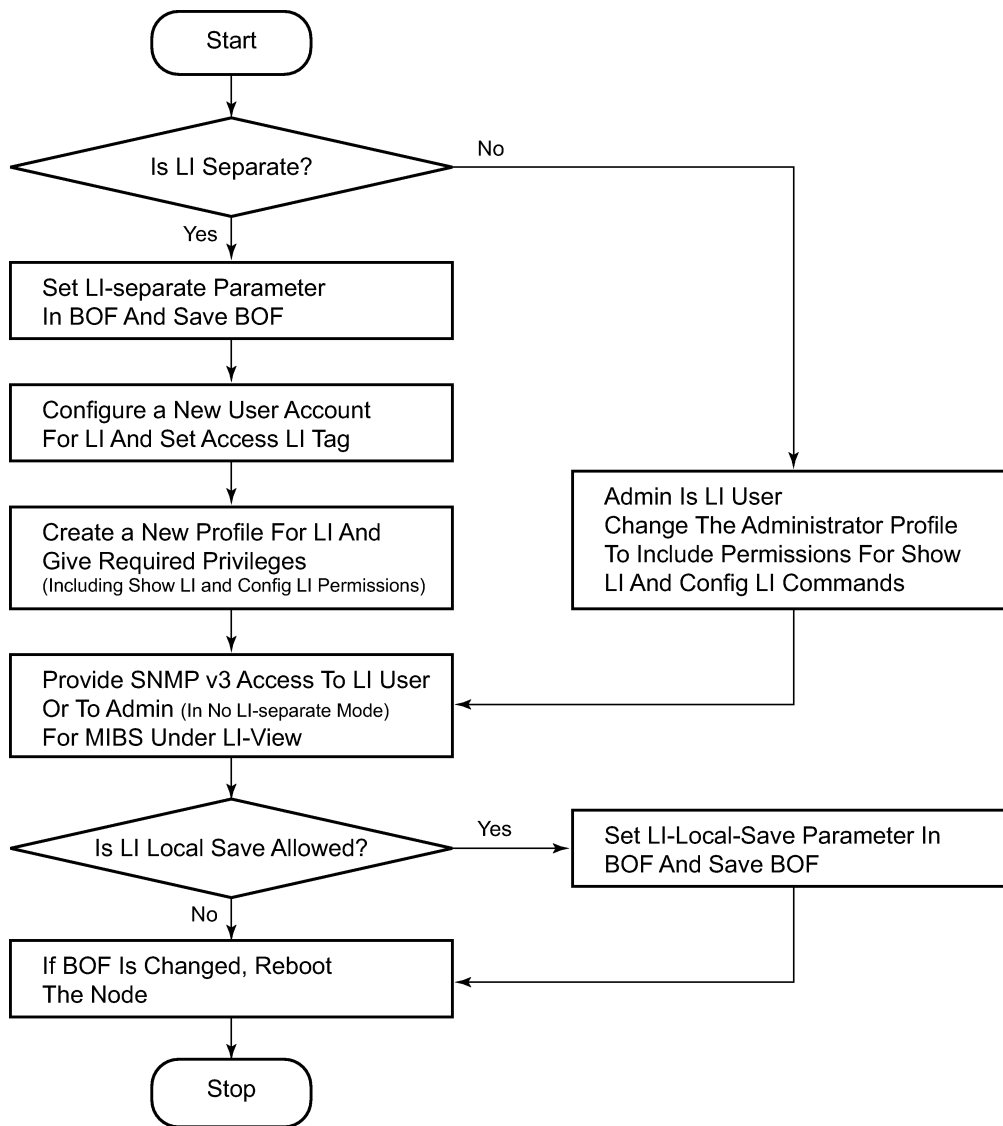 Start
Is LI Separate?
No
Yes
Set LI-separate Parameter
In BOF And Save BOF
Configure a New User Account
For LI And Set Access LI Tag
Create a New Profile For LI And
Give Required Privileges
(Including Show LI and Config LI Permissions)
Admin Is LI User
Change The Administrator Profile
To Include Permissions For Show
LI And Config LI Commands
Provide SNMP v3 Access To LI User
Or To Admin (In No LI-separate Mode)
For MIBS Under LI-View
Is LI Local Save Allowed?
Yes
Set LI-Local-Save Parameter In
BOF And Save BOF
No
If BOF Is Changed, Reboot
The Node
Stop